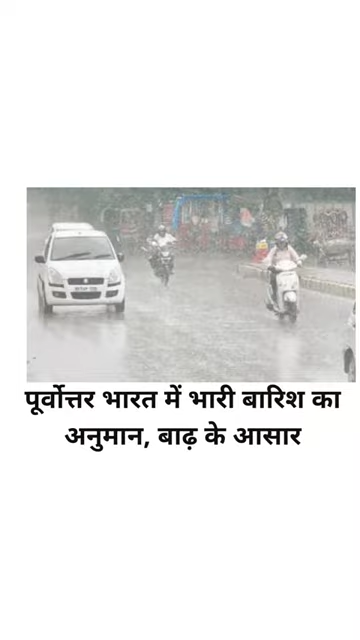 पूर्वोत्तर भारत में भारी बारिश का
अनुमान, बाढ़ के आसार